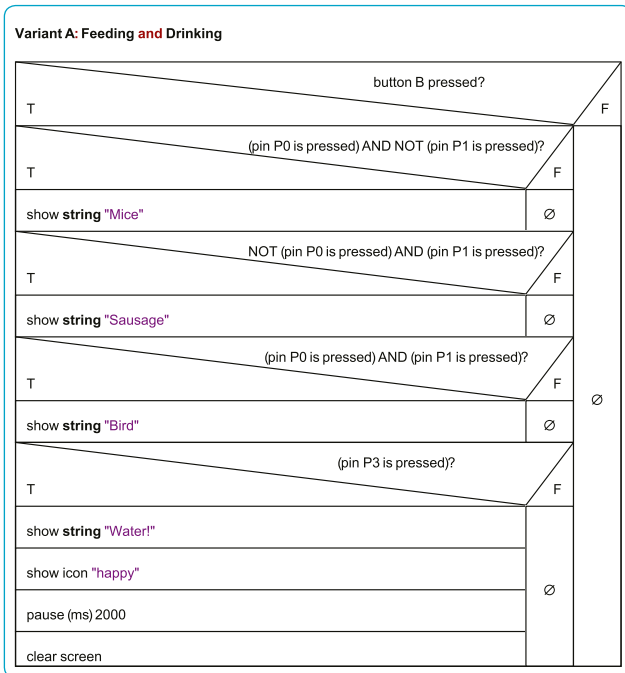 Variant A: Feeding and Drinking
button B pressed?
T
F
(pin P0 is pressed) AND NOT (pin P1 is pressed)?
T
F
show string "Mice"
∅
NOT (pin P0 is pressed) AND (pin P1 is pressed)?
T
F
show string "Sausage"
∅
(pin P0 is pressed) AND (pin P1 is pressed)?
T
F
∅
show string "Bird"
∅
(pin P3 is pressed)?
T
F
show string "Water!"
show icon "happy"
∅
pause (ms) 2000
clear screen